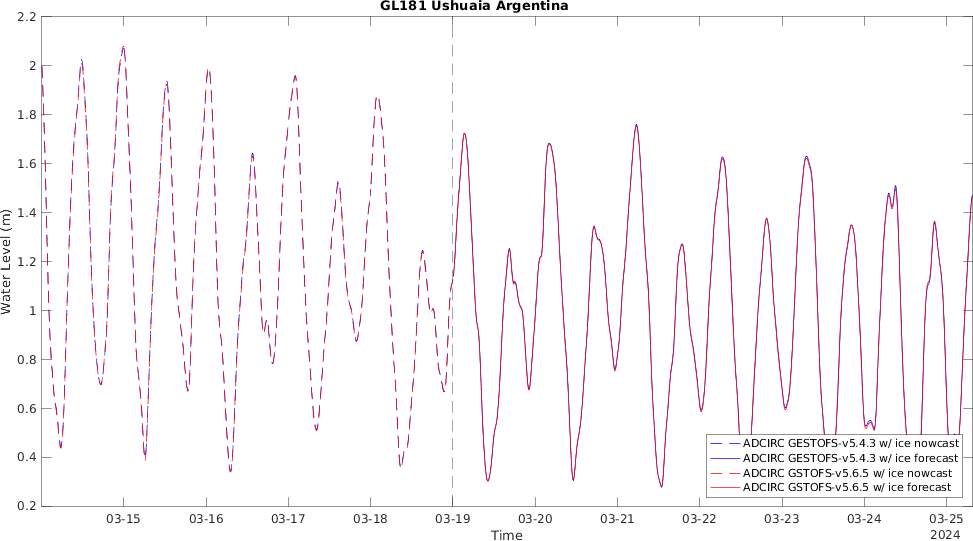 GL181 Ushuaia Argentina
2.2
2
1.8
1.6
1.4
1.2
1
0.8
0.6
0.4
0.2
Water Level (m)
ADCIRC GESTOFS-v5.4.3 w/ ice nowcast
ADCIRC GESTOFS-v5.4.3 w/ ice forecast
ADCIRC GSTOFS-v5.6.5 w/ ice nowcast
ADCIRC GSTOFS-v5.6.5 w/ ice forecast
03-15 03-16 03-17 03-18 03-19 03-20 03-21 03-22 03-23 03-24 03-25
2024
Time